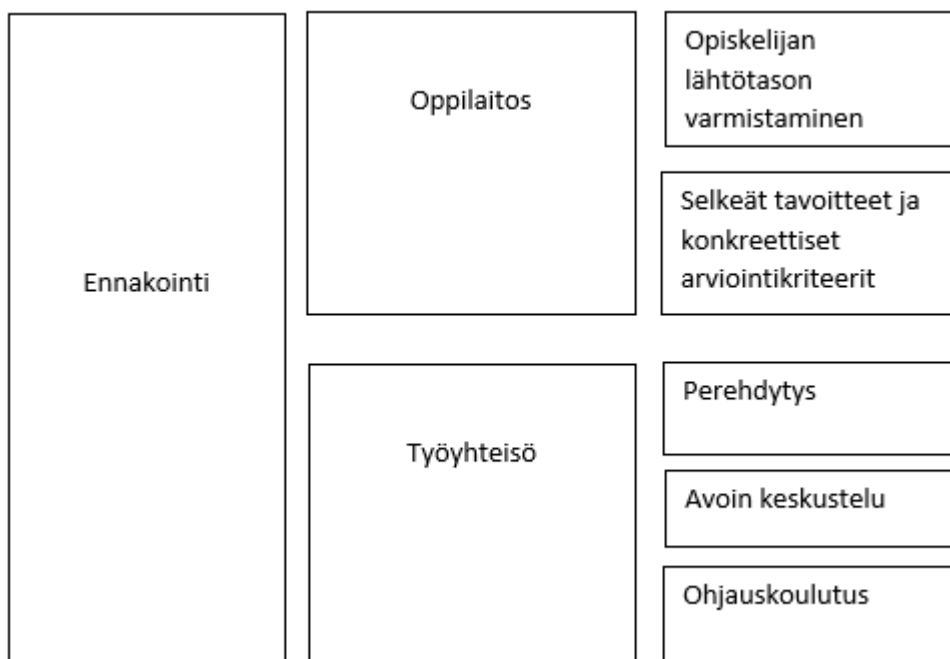 Ennakointi
Oppilaitos
Opiskelijan
lähtötason
varmistaminen
Selkeät tavoitteet ja
konkreettiset
arviointikriteerit
Työyhteisö
Perehdytys
Avoin keskustelu
Ohjauskoulutus